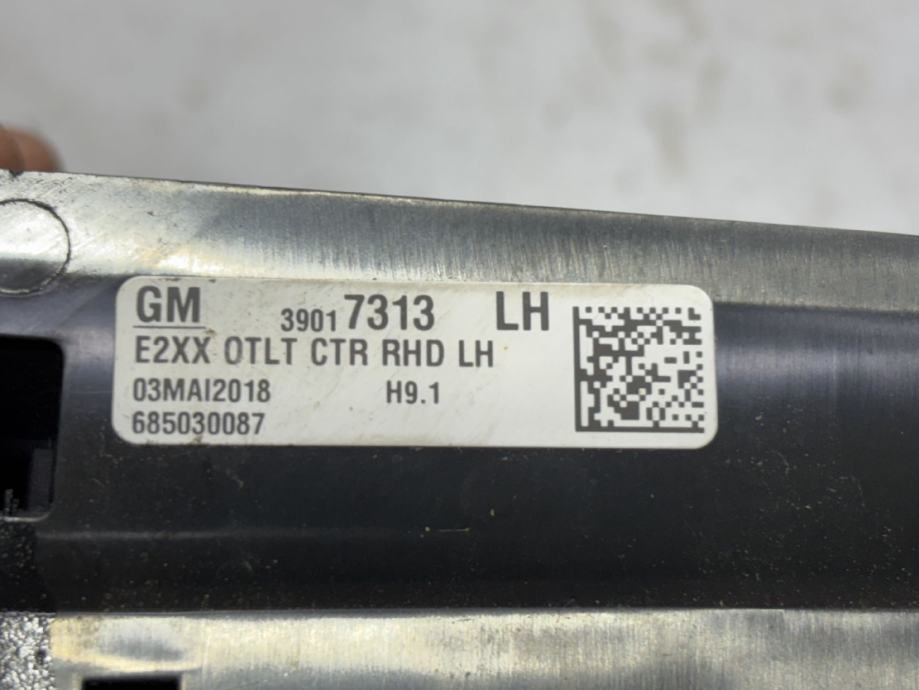 GM 39017313 LH
E2XX OTLT CTR RHD LH
03MAI2018 H9.1
685030087